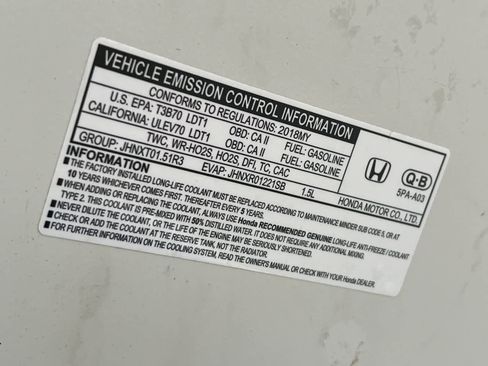 VEHICLE EMISSION CONTROL INFORMATION
CONFORMS TO REGULATIONS: 2018MY
U.S. EPA: T3B70 LDT1 OBD: CA II FUEL: GASOLINE
CALIFORNIA: ULEV70 LDT1 OBD: CA II FUEL: GASOLINE
TWC, WR-HO2S, HO2S, DFI, TC, CAC
GROUP: JHNXT01.51R3 EVAP: JHNXR01221SB 1.5L
HONDA MOTOR CO., LTD.
Q-B
5PA-A03
INFORMATION
THE FACTORY INSTALLED LONG-LIFE COOLANT MUST BE REPLACED ACCORDING TO MAINTENANCE MINDER SUB CODE 5, OR AT
10 YEARS WHICHEVER COMES FIRST, THEREAFTER EVERY 5 YEARS.
WHEN ADDING OR REPLACING THE COOLANT, ALWAYS USE Honda RECOMMENDED GENUINE LONG-LIFE ANTI-FREEZE / COOLANT
TYPE 2. THIS COOLANT IS PRE-MIXED WITH 50% DISTILLED WATER. IT DOES NOT REQUIRE ANY ADDITIONAL MIXING.
NEVER DILUTE THE COOLANT, OR THE LIFE OF THE ENGINE MAY BE SERIOUSLY SHORTENED.
CHECK OR ADD COOLANT AT THE RESERVE TANK, NOT THE RADIATOR.
FOR FURTHER INFORMATION ON THE COOLING SYSTEM, READ THE OWNER'S MANUAL OR CHECK WITH YOUR Honda DEALER.